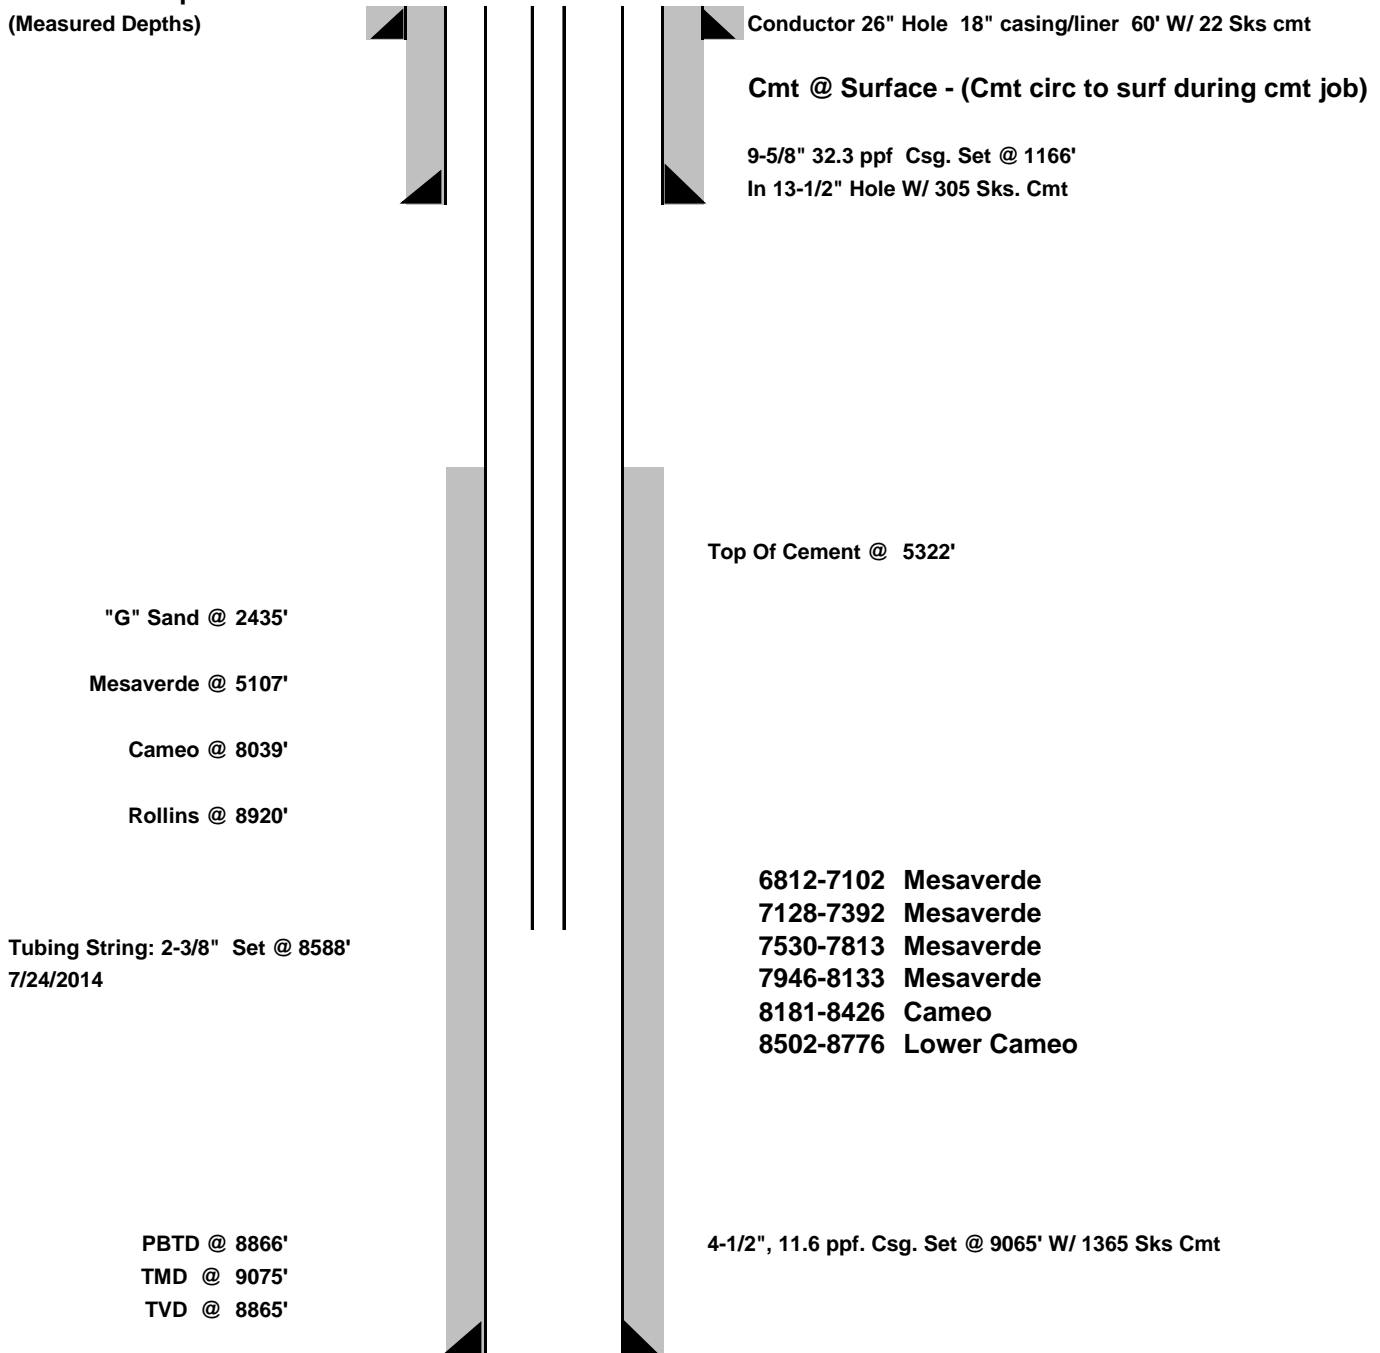 (Measured Depths)
Conductor 26" Hole 18" casing/liner 60' W/ 22 Sks cmt
Cmt @ Surface - (Cmt circ to surf during cmt job)
9-5/8" 32.3 ppf Csg. Set @ 1166'
In 13-1/2" Hole W/ 305 Sks. Cmt
Top Of Cement @ 5322'
"G" Sand @ 2435'
Mesaverde @ 5107'
Cameo @ 8039'
Rollins @ 8920'
6812-7102 Mesaverde
7128-7392 Mesaverde
7530-7813 Mesaverde
7946-8133 Mesaverde
8181-8426 Cameo
8502-8776 Lower Cameo
Tubing String: 2-3/8" Set @ 8588'
7/24/2014
PBTD @ 8866'
TMD @ 9075'
TVD @ 8865'
4-1/2", 11.6 ppf. Csg. Set @ 9065' W/ 1365 Sks Cmt